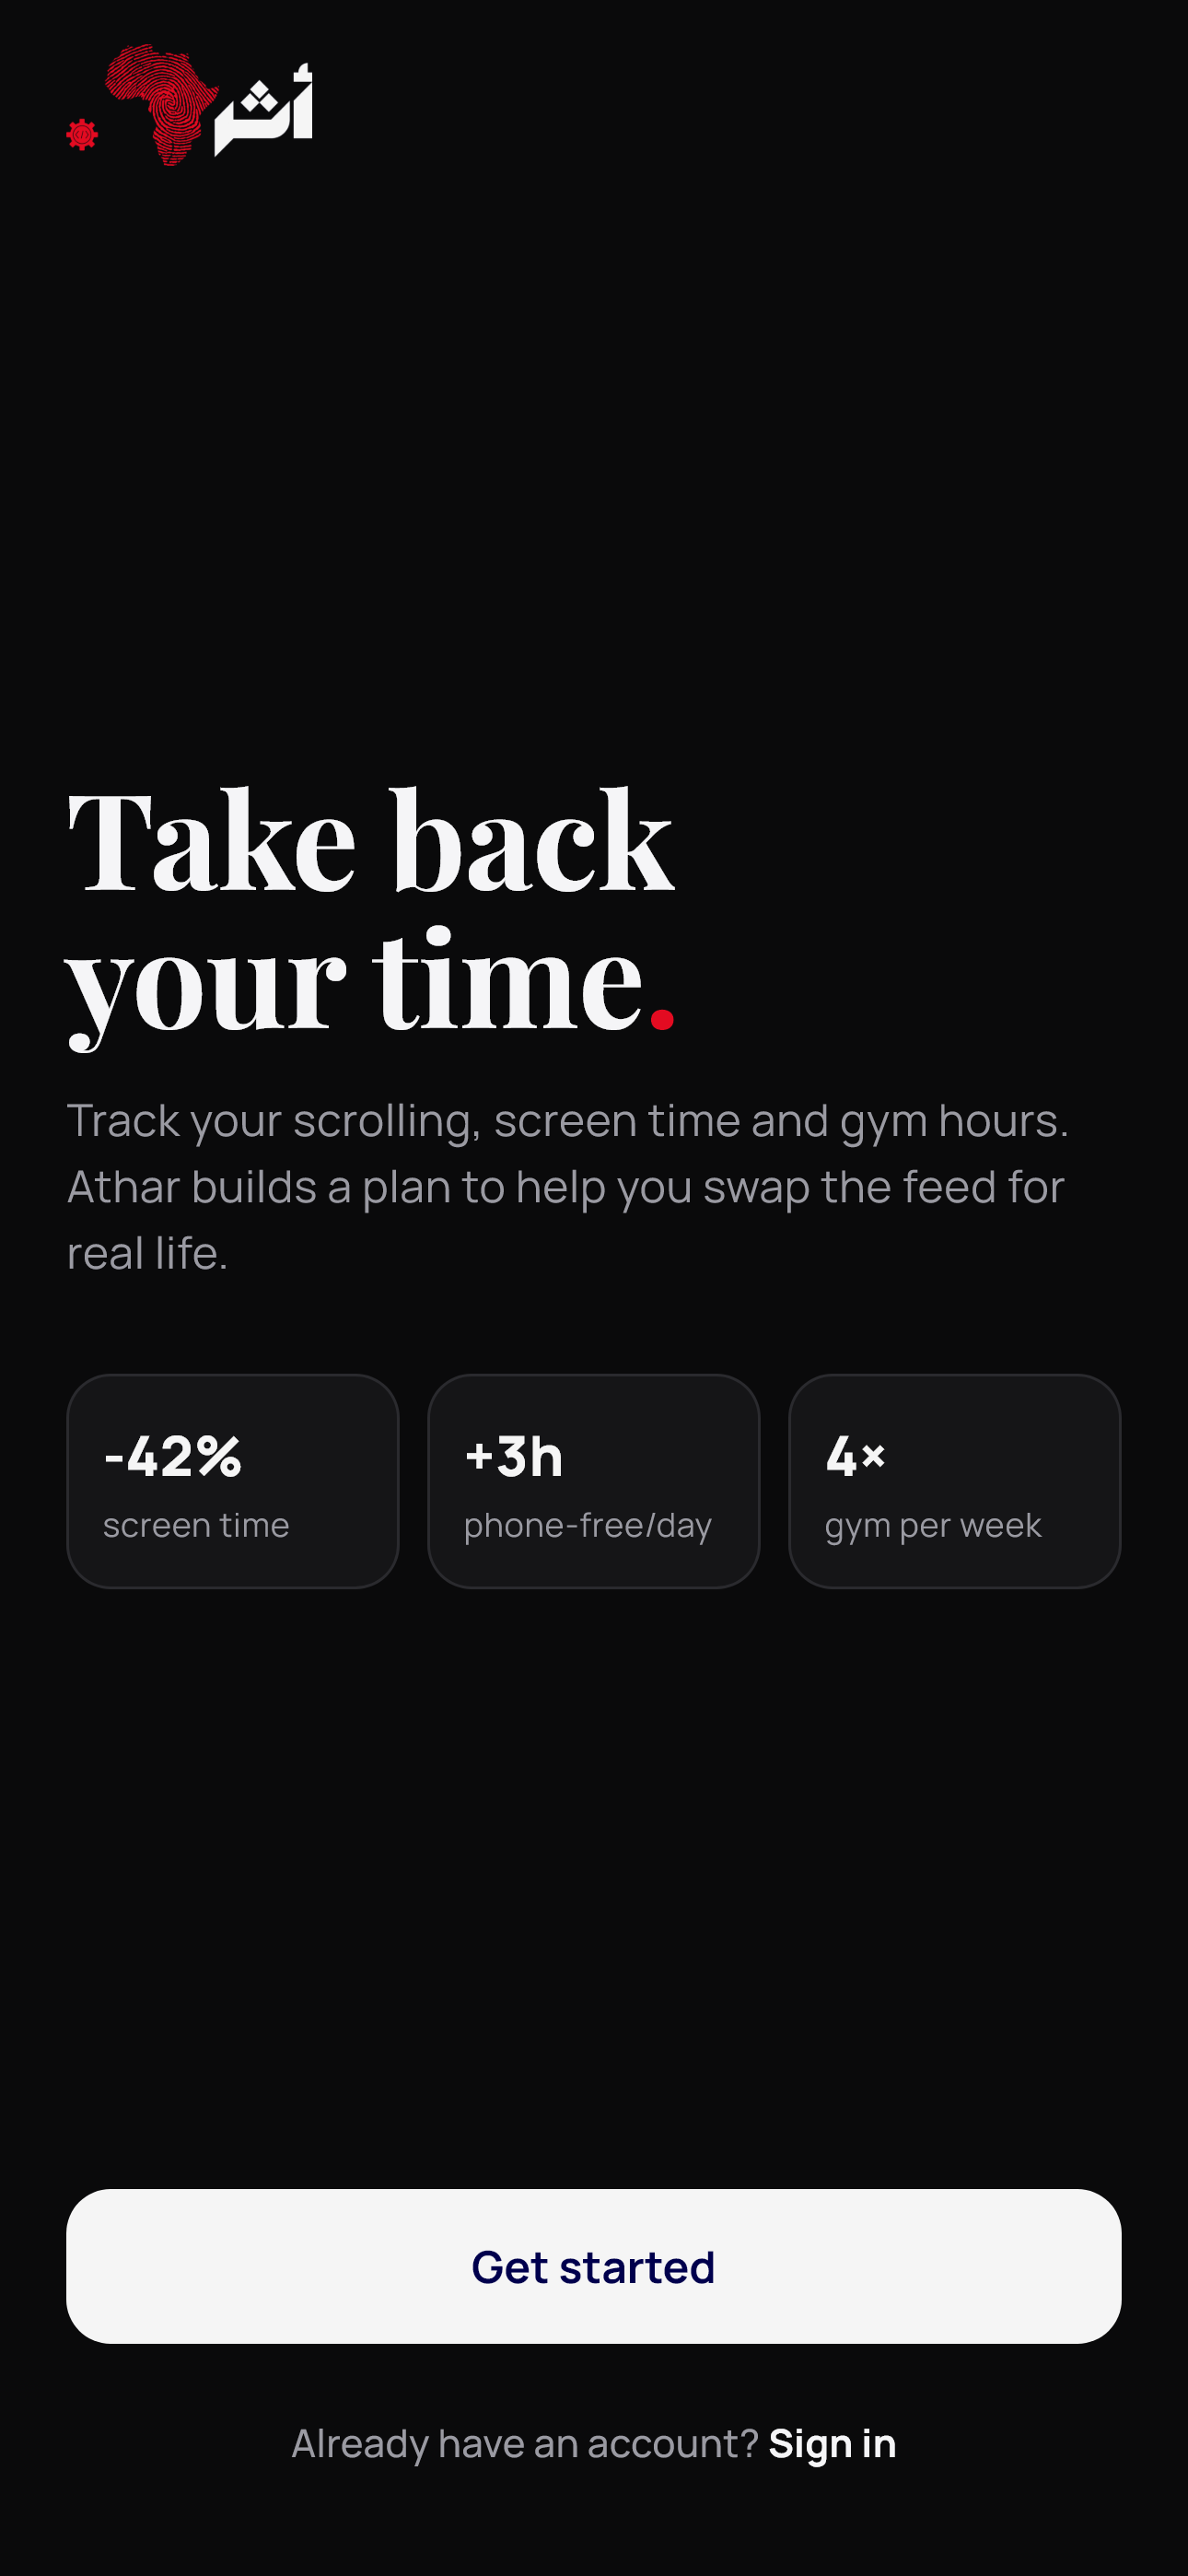 أثر
Take back
your time.
Track your scrolling, screen time and gym hours.
Athar builds a plan to help you swap the feed for
real life.
-42%
screen time
+3h
phone-free/day
4×
gym per week
Get started
Already have an account? Sign in